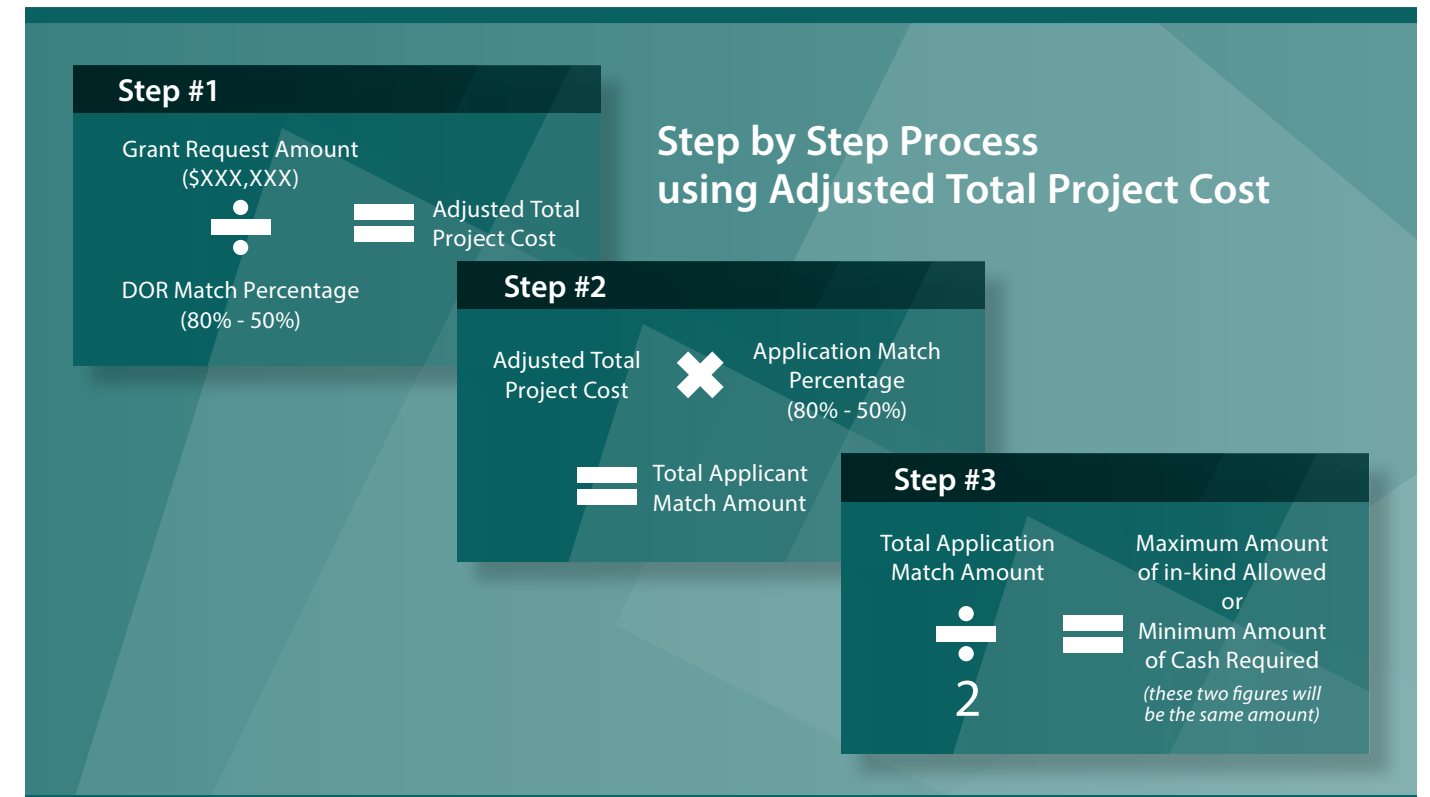 Step by Step Process
using Adjusted Total Project Cost
Step #1
Grant Request Amount
($XXX,XXX)
÷
DOR Match Percentage
(80% - 50%)
=
Adjusted Total
Project Cost
Step #2
Adjusted Total
Project Cost
✖
Application Match
Percentage
(80% - 50%)
=
Total Applicant
Match Amount
Step #3
Total Application
Match Amount
÷
2
=
Maximum Amount
of in-kind Allowed
or
Minimum Amount
of Cash Required
(these two figures will
be the same amount)